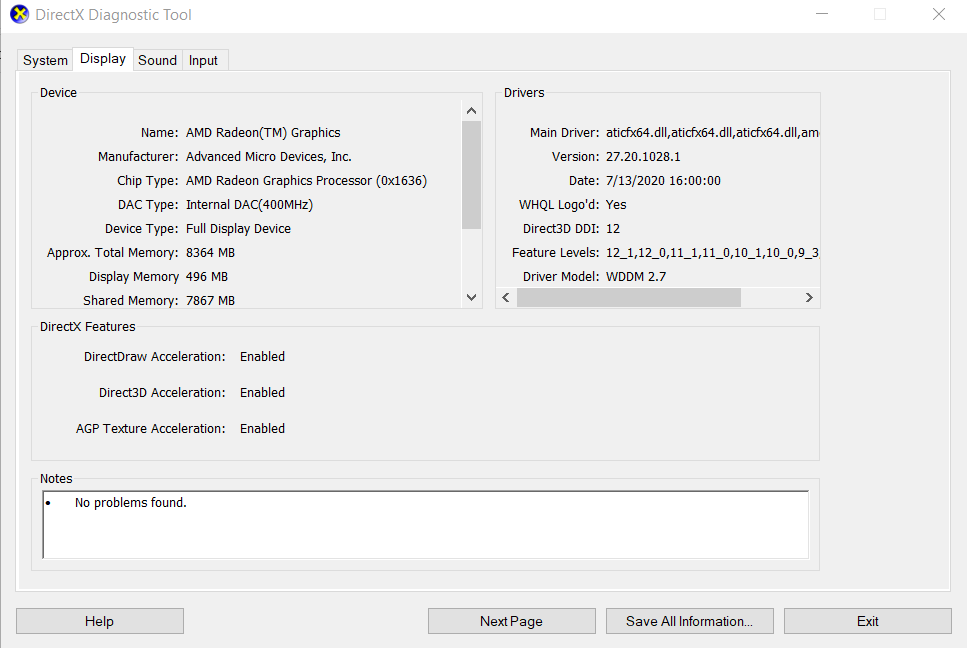 DirectX Diagnostic Tool
System Display Sound Input
Device
Name: AMD Radeon(TM) Graphics
Manufacturer: Advanced Micro Devices, Inc.
Chip Type: AMD Radeon Graphics Processor (0x1636)
DAC Type: Internal DAC(400MHz)
Device Type: Full Display Device
Approx. Total Memory: 8364 MB
Display Memory 496 MB
Shared Memory: 7867 MB
Drivers
Main Driver: aticfx64.dll,aticfx64.dll,aticfx64.dll,am
Version: 27.20.1028.1
Date: 7/13/2020 16:00:00
WHQL Logo'd: Yes
Direct3D DDI: 12
Feature Levels: 12_1,12_0,11_1,11_0,10_1,10_0,9_3,
Driver Model: WDDM 2.7
DirectX Features
DirectDraw Acceleration: Enabled
Direct3D Acceleration: Enabled
AGP Texture Acceleration: Enabled
Notes
• No problems found.
Help Next Page Save All Information... Exit